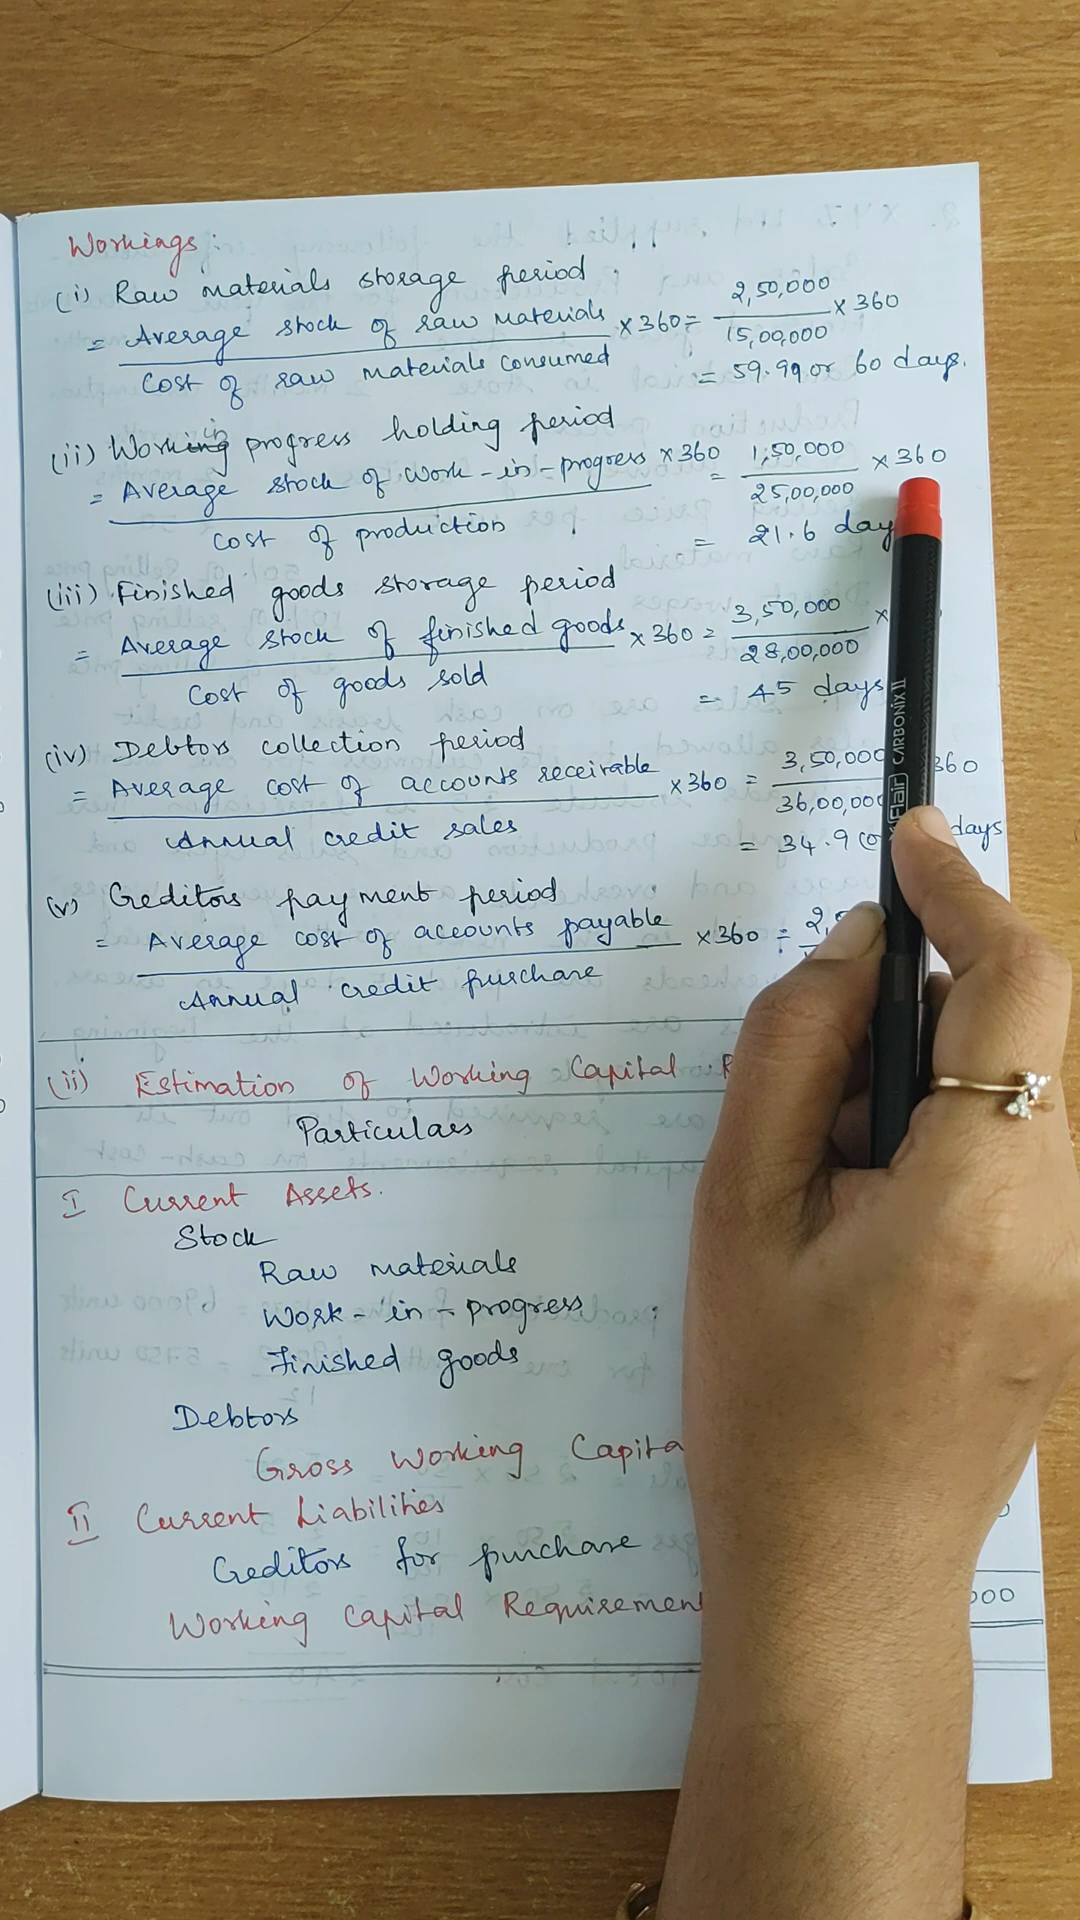 Workings:
(i) Raw materials storage period
= Average stock of raw materials / Cost of raw materials consumed × 360 = 2,50,000 / 15,00,000 × 360
= 59.99 or 60 days.
(ii) Work in progress holding period
= Average stock of Work-in-progress / Cost of production × 360 = 1,50,000 / 25,00,000 × 360
= 21.6 day
(iii) Finished goods storage period
= Average stock of finished goods / Cost of goods sold × 360 = 3,50,000 / 28,00,000 ×
= 45 days
(iv) Debtors collection period
= Average cost of accounts receivable / Annual credit sales × 360 = 3,50,000 / 36,00,000 360
= 34.9 days
(v) Creditors payment period
= Average cost of accounts payable / Annual credit purchase × 360 =
(ii) Estimation of Working Capital R
Particulars
I Current Assets.
Stock
Raw materials
Work-in-progress
Finished goods
Debtors
Gross Working Capita
II Current Liabilities
Creditors for purchase
Working Capital Requiremen
000
Flair CARBONIX II